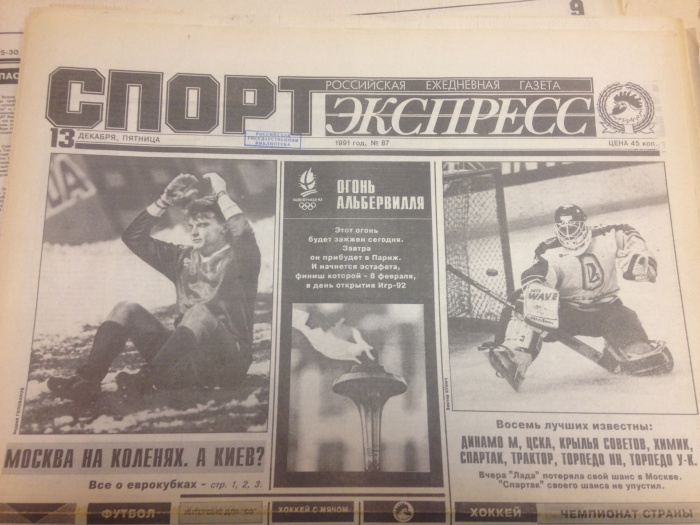 СПОРТ
РОССИЙСКАЯ ЕЖЕДНЕВНАЯ ГАЗЕТА
ЭКСПРЕСС
13 ДЕКАБРЯ, ПЯТНИЦА
РОССИЙСКАЯ
ГОСУДАРСТВЕННАЯ
БИБЛИОТЕКА
1991 год, № 87
ЦЕНА 45 коп.
ОГОНЬ
АЛЬБЕРВИЛЛЯ
Этот огонь
будет зажжен сегодня.
Завтра
он прибудет в Париж.
И начнется эстафета,
финиш которой - 8 февраля,
в день открытия Игр-92
WAVE
МОСКВА НА КОЛЕНЯХ. А КИЕВ?
Все о еврокубках - стр. 1, 2, 3.
Восемь лучших известны:
ДИНАМО М, ЦСКА, КРЫЛЬЯ СОВЕТОВ, ХИМИК,
СПАРТАК, ТРАКТОР, ТОРПЕДО НН, ТОРПЕДО У-К.
Вчера "Лада" потеряла свой шанс в Москве.
"Спартак" своего шанса не упустил.
ФУТБОЛ
ХОККЕЙ С МЯЧОМ
ХОККЕЙ
ЧЕМПИОНАТ СТРАНЫ